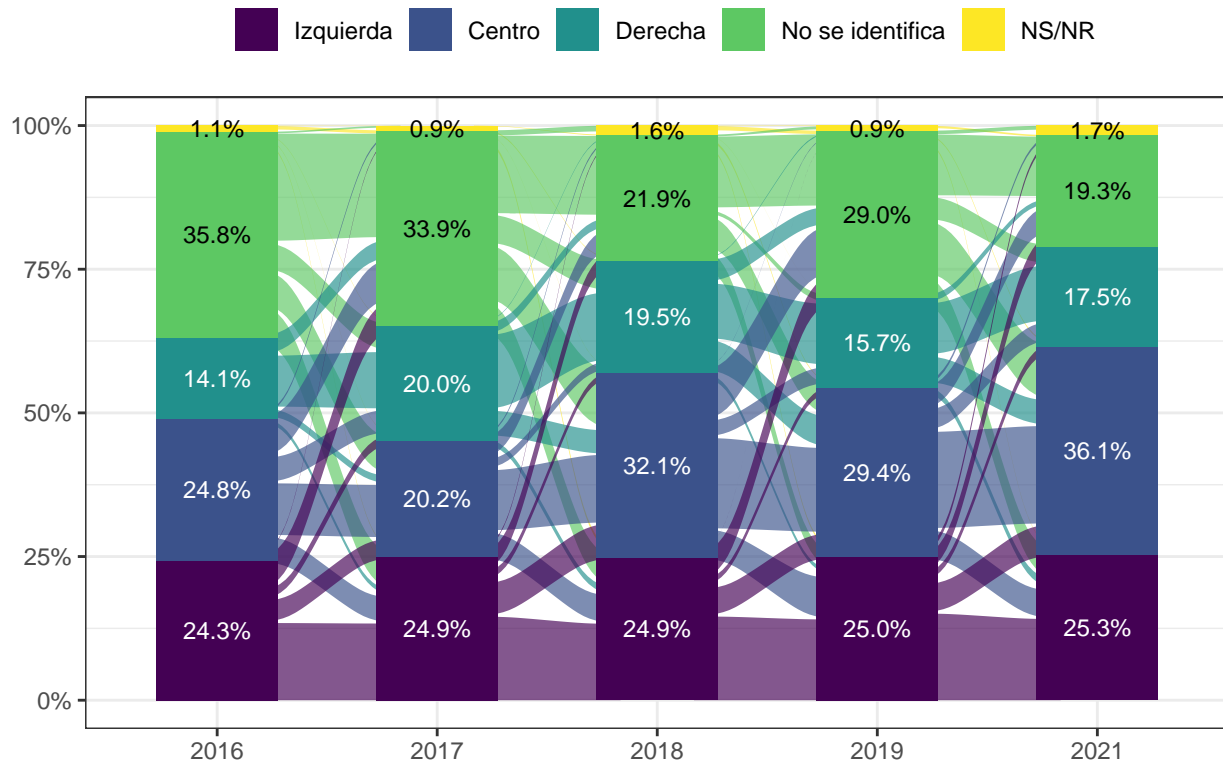 Izquierda Centro Derecha No se identifica NS/NR
100%
75%
50%
25%
0%
1.1% 0.9% 1.6% 0.9% 1.7%
35.8% 33.9% 21.9% 29.0% 19.3%
14.1% 20.0% 19.5% 15.7% 17.5%
24.8% 20.2% 32.1% 29.4% 36.1%
24.3% 24.9% 24.9% 25.0% 25.3%
2016 2017 2018 2019 2021